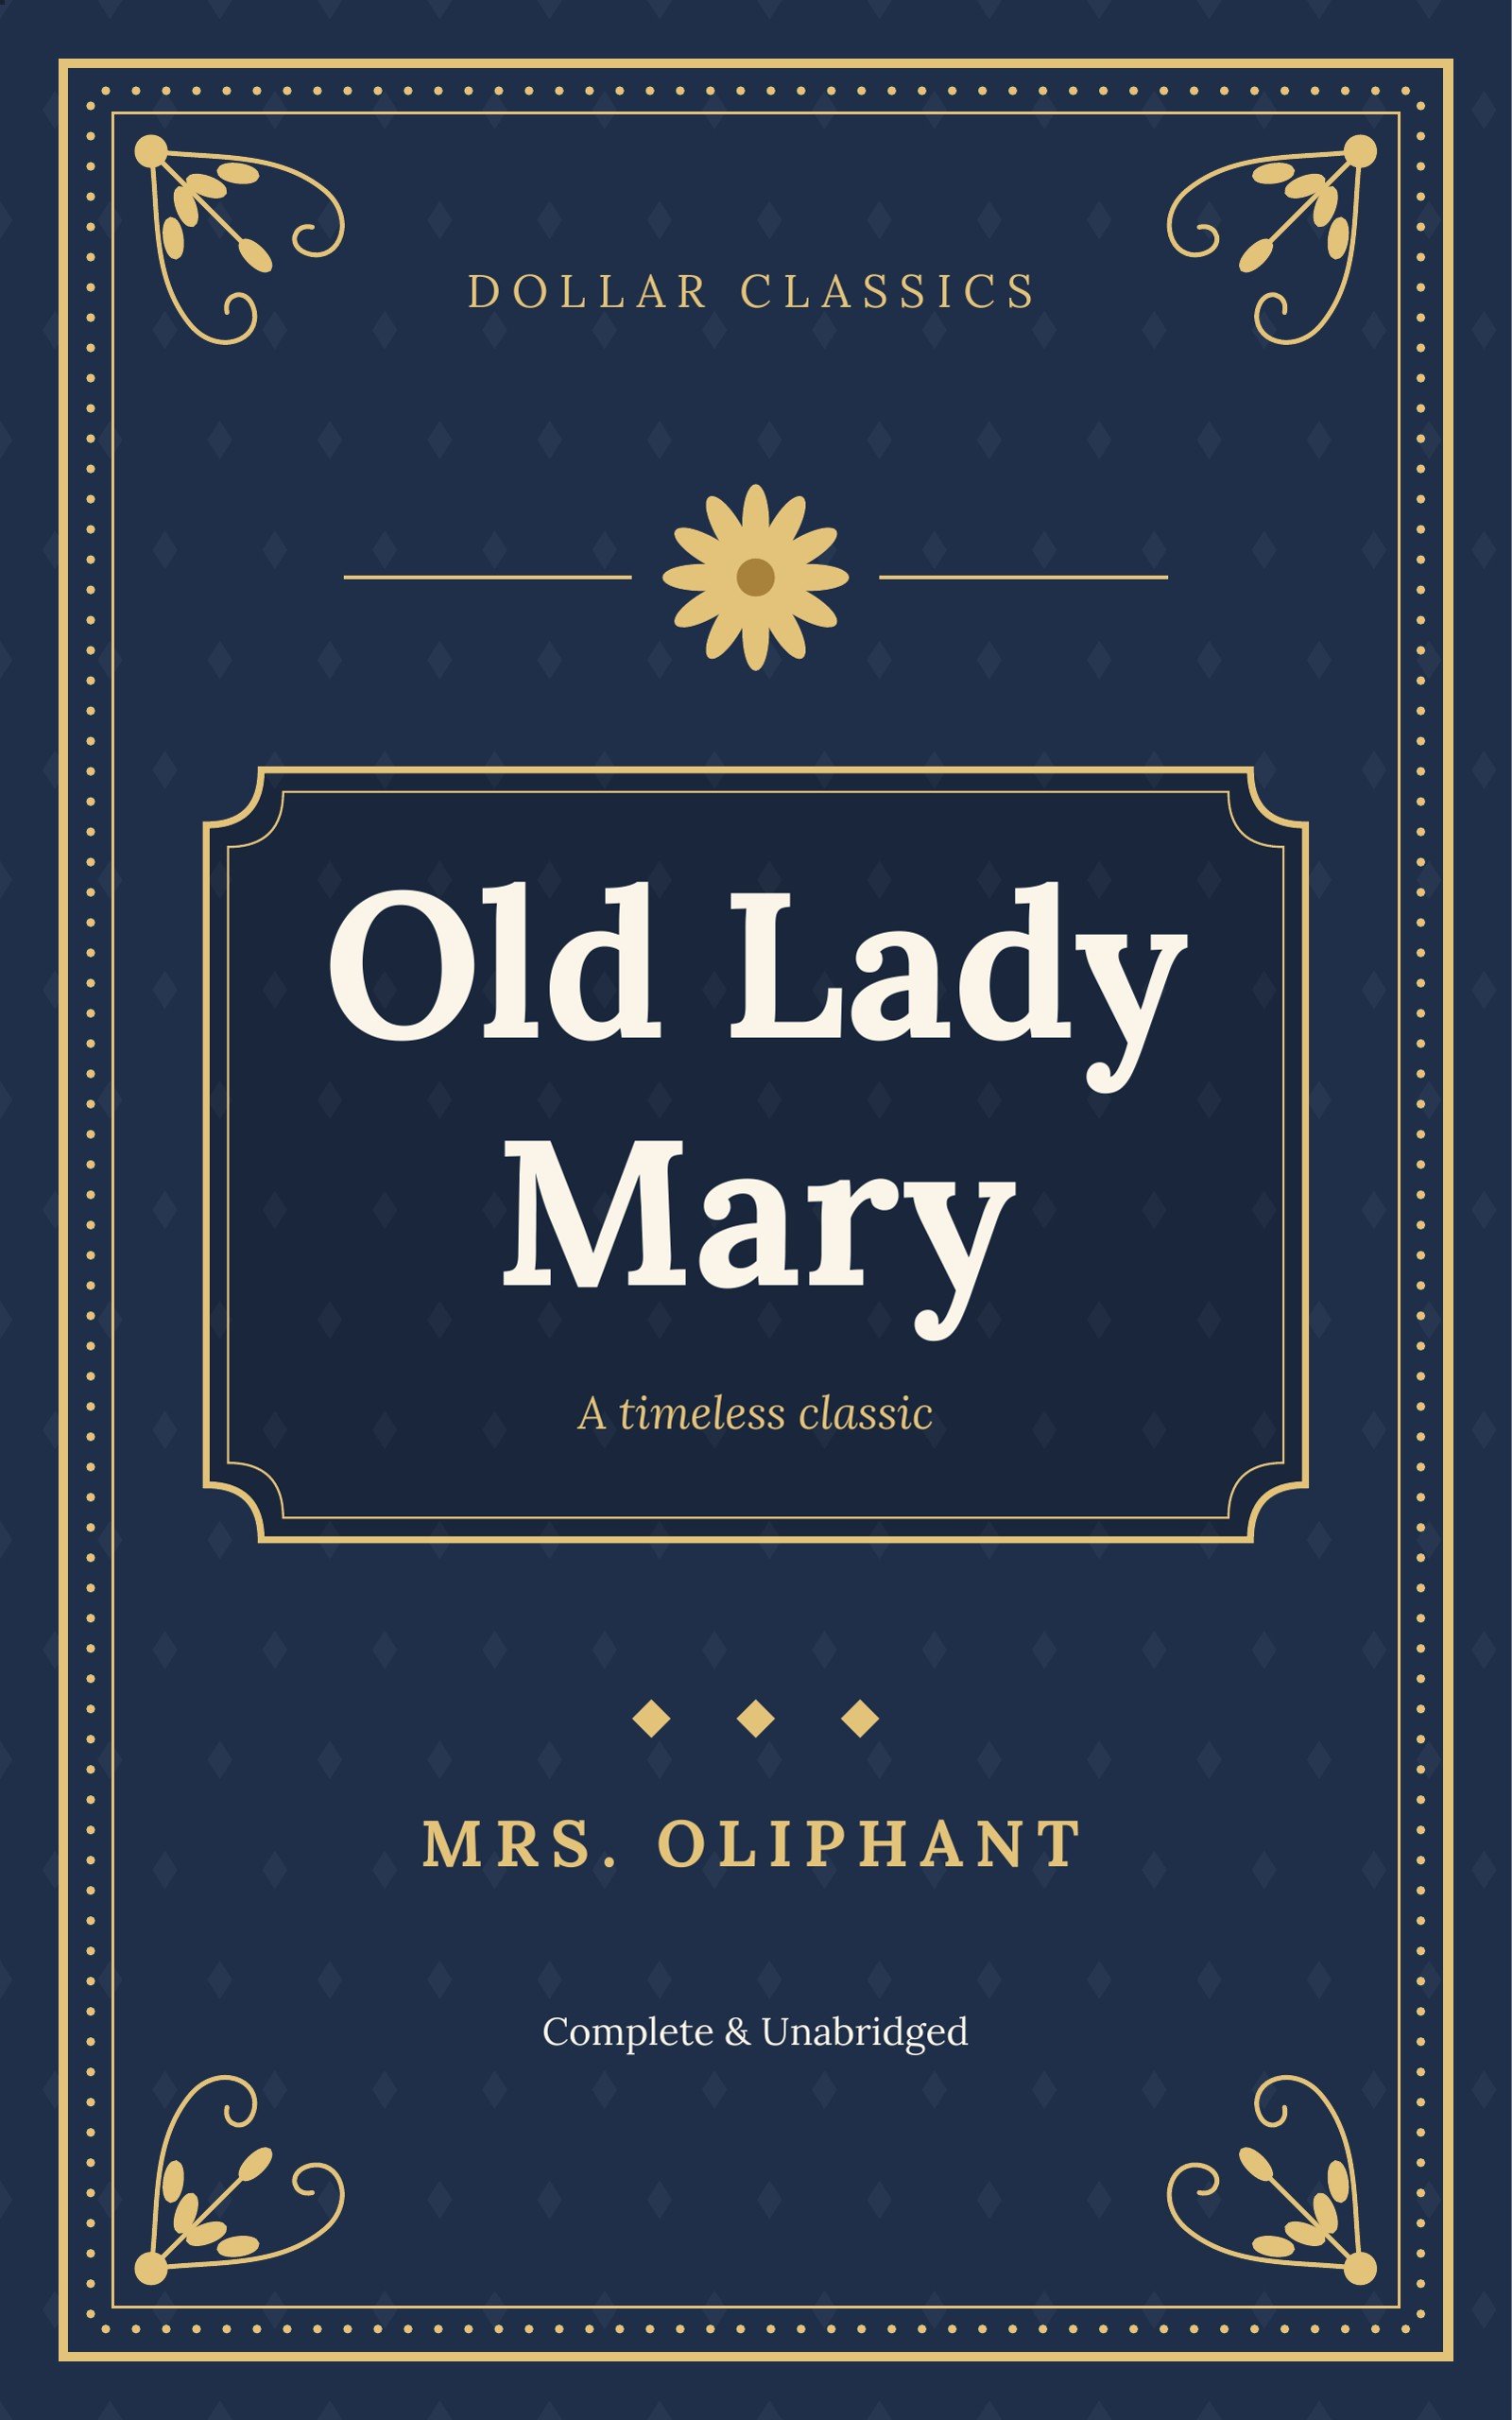 DOLLAR CLASSICS
Old Lady
Mary
A timeless classic
MRS. OLIPHANT
Complete & Unabridged